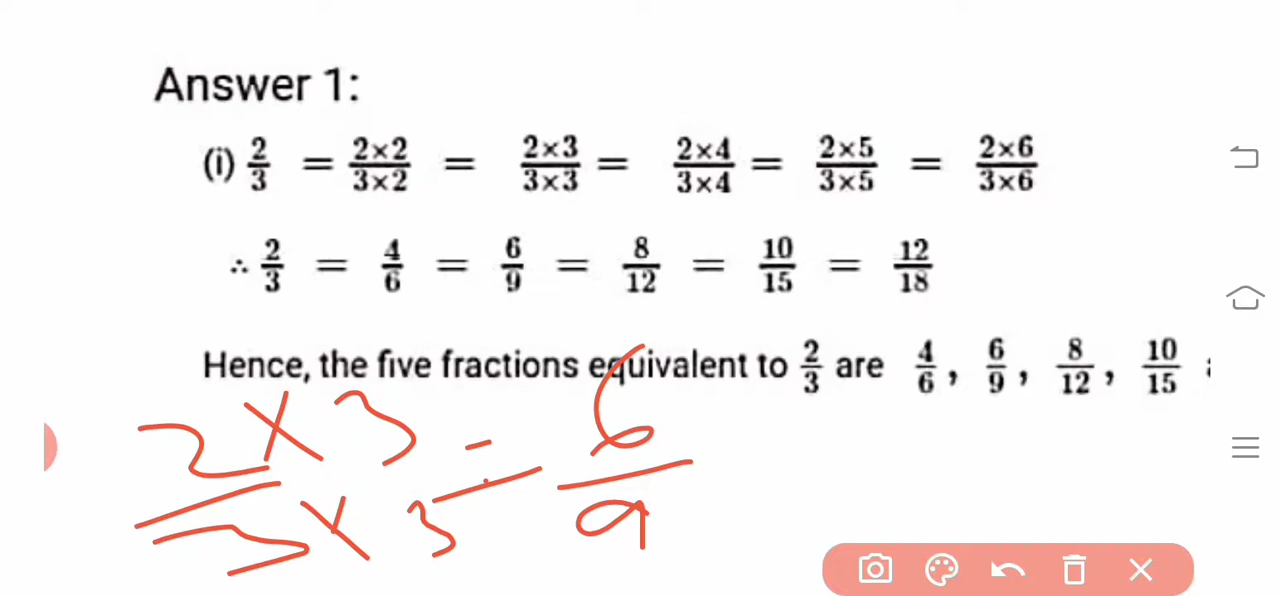 Answer 1:
(i) 2/3 = 2×2/3×2 = 2×3/3×3 = 2×4/3×4 = 2×5/3×5 = 2×6/3×6
∴ 2/3 = 4/6 = 6/9 = 8/12 = 10/15 = 12/18
Hence, the five fractions equivalent to 2/3 are 4/6, 6/9, 8/12, 10/15
2×3/3×3 = 6/9